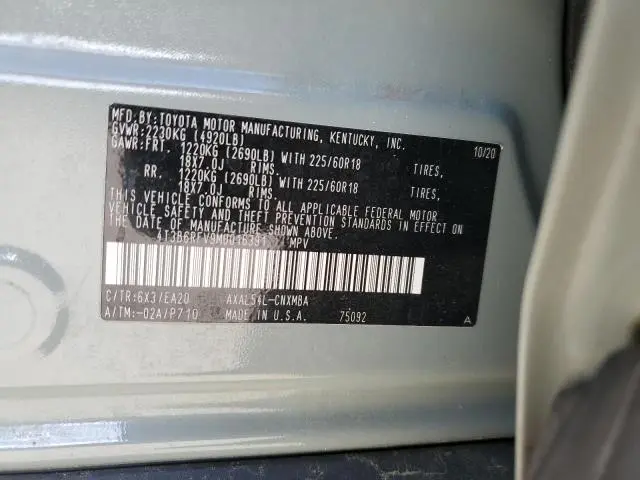 MFD.BY:TOYOTA MOTOR MANUFACTURING, KENTUCKY, INC.
GVWR:2230KG (4920LB) 10/20
GAWR:FRT. 1220KG (2690LB) WITH 225/60R18 TIRES,
18X7.0J RIMS.
RR. 1220KG (2690LB) WITH 225/60R18 TIRES,
18X7.0J RIMS.
THIS VEHICLE CONFORMS TO ALL APPLICABLE FEDERAL MOTOR
VEHICLE SAFETY AND THEFT PREVENTION STANDARDS IN EFFECT ON
THE DATE OF MANUFACTURE SHOWN ABOVE.
MPV
C/TR:6X3/EA20 AXAL54L-CNXMBA
A/TM:-02A/P710 MADE IN U.S.A. 75092 A